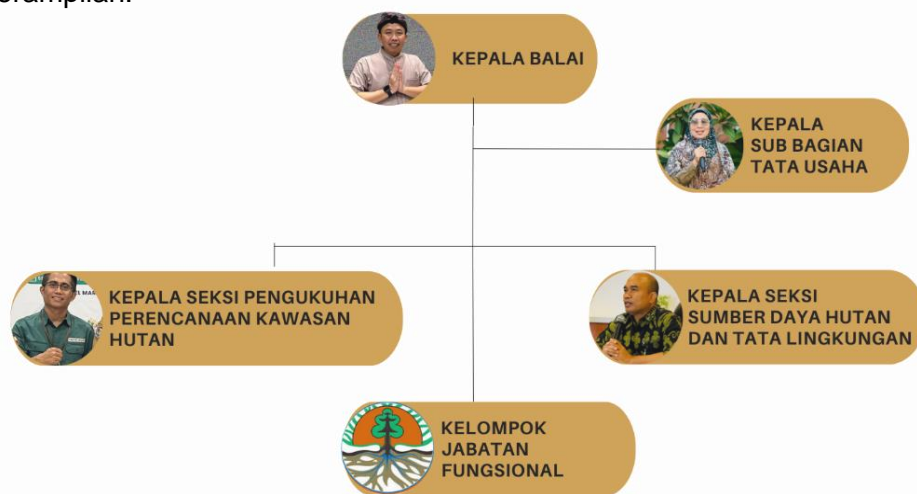 KEPALA BALAI
KEPALA
SUB BAGIAN
TATA USAHA
KEPALA SEKSI PENGUKUHAN
PERENCANAAN KAWASAN
HUTAN
KEPALA SEKSI
SUMBER DAYA HUTAN
DAN TATA LINGKUNGAN
KELOMPOK
JABATAN
FUNGSIONAL